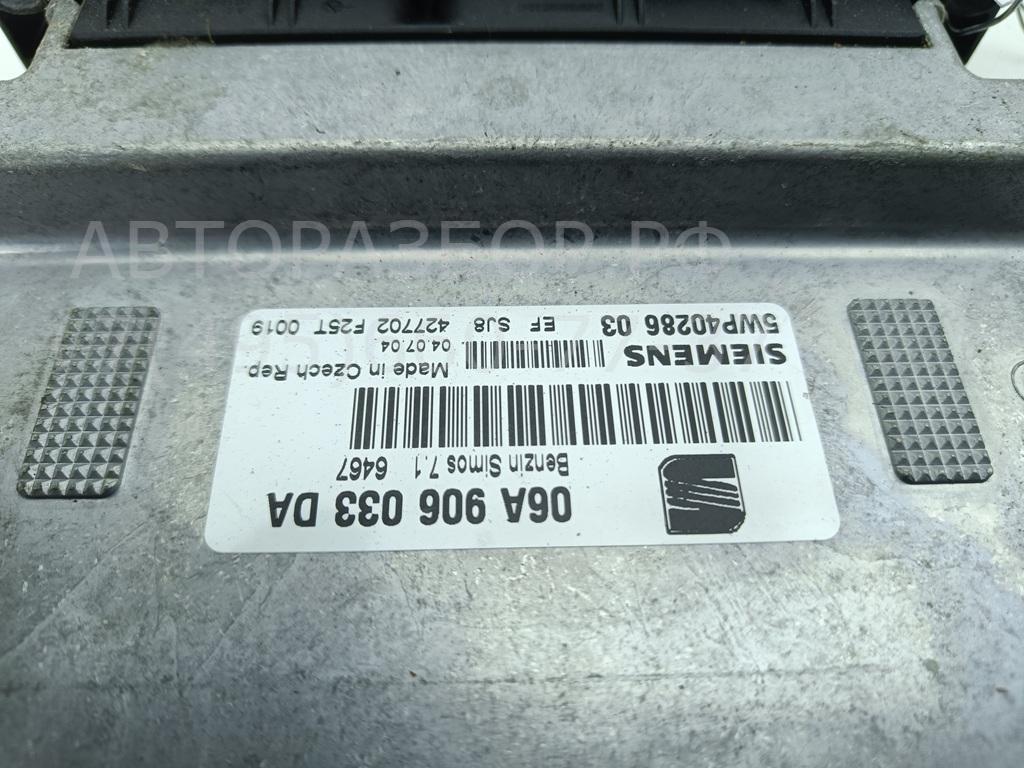 АВТОРАЗБОР.РФ
06A 906 033 DA
Benzin Simos 7.1 6467
SIEMENS
Made in Czech Rep.
04.07.04
5WP40286 03 EF SJ8 427702 F25T 0019